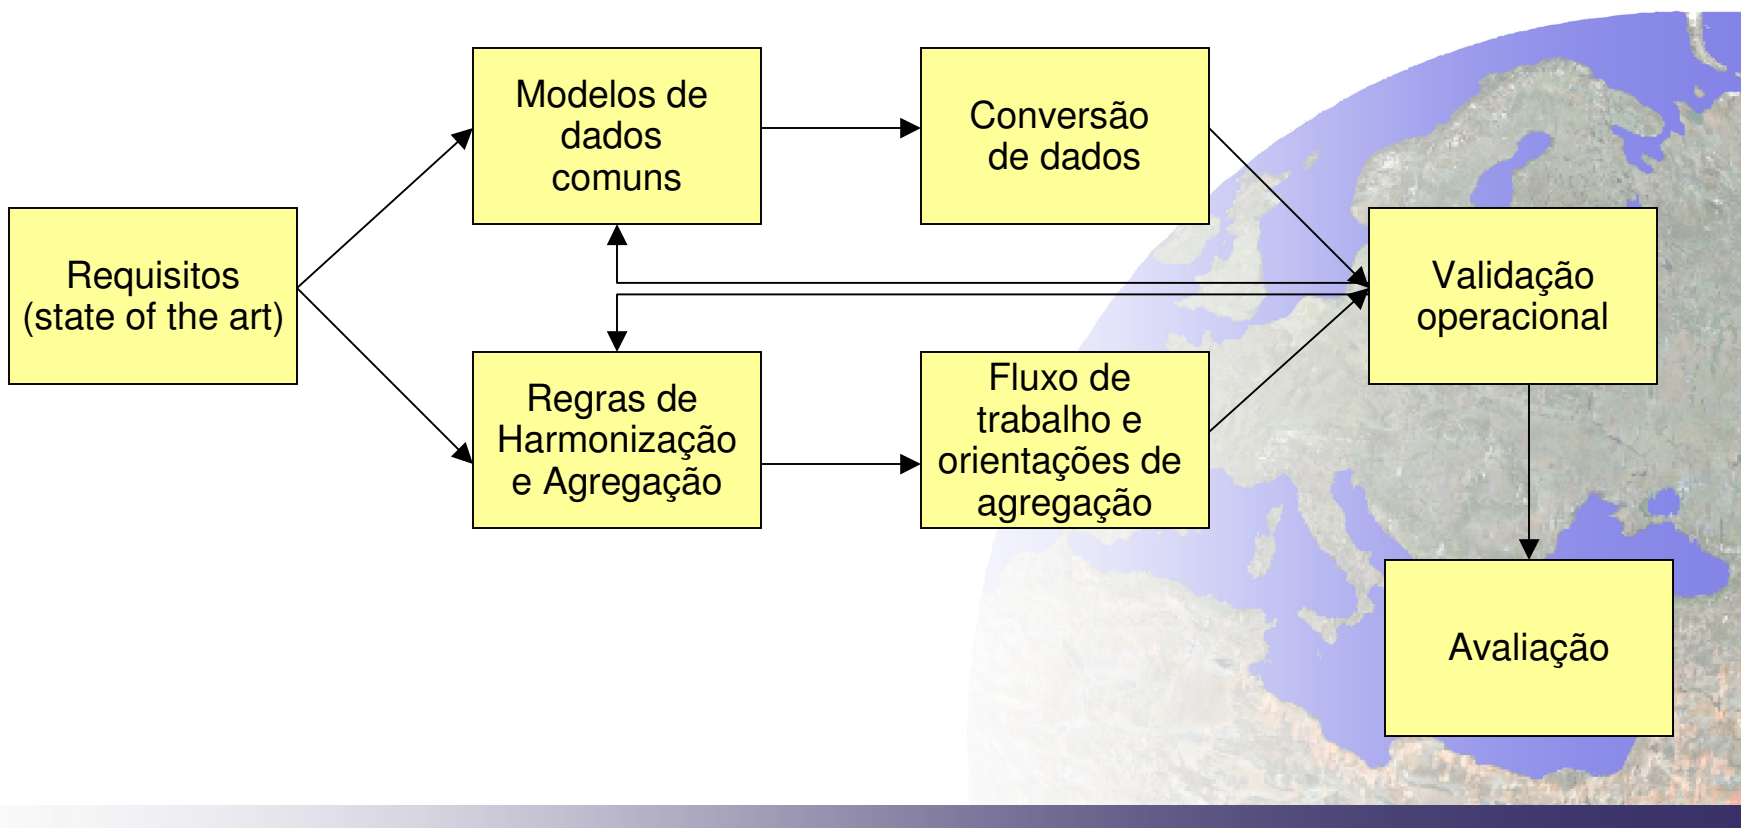 Requisitos
(state of the art)
Modelos de
dados
comuns
Conversão
de dados
Regras de
Harmonização
e Agregação
Fluxo de
trabalho e
orientações de
agregação
Validação
operacional
Avaliação